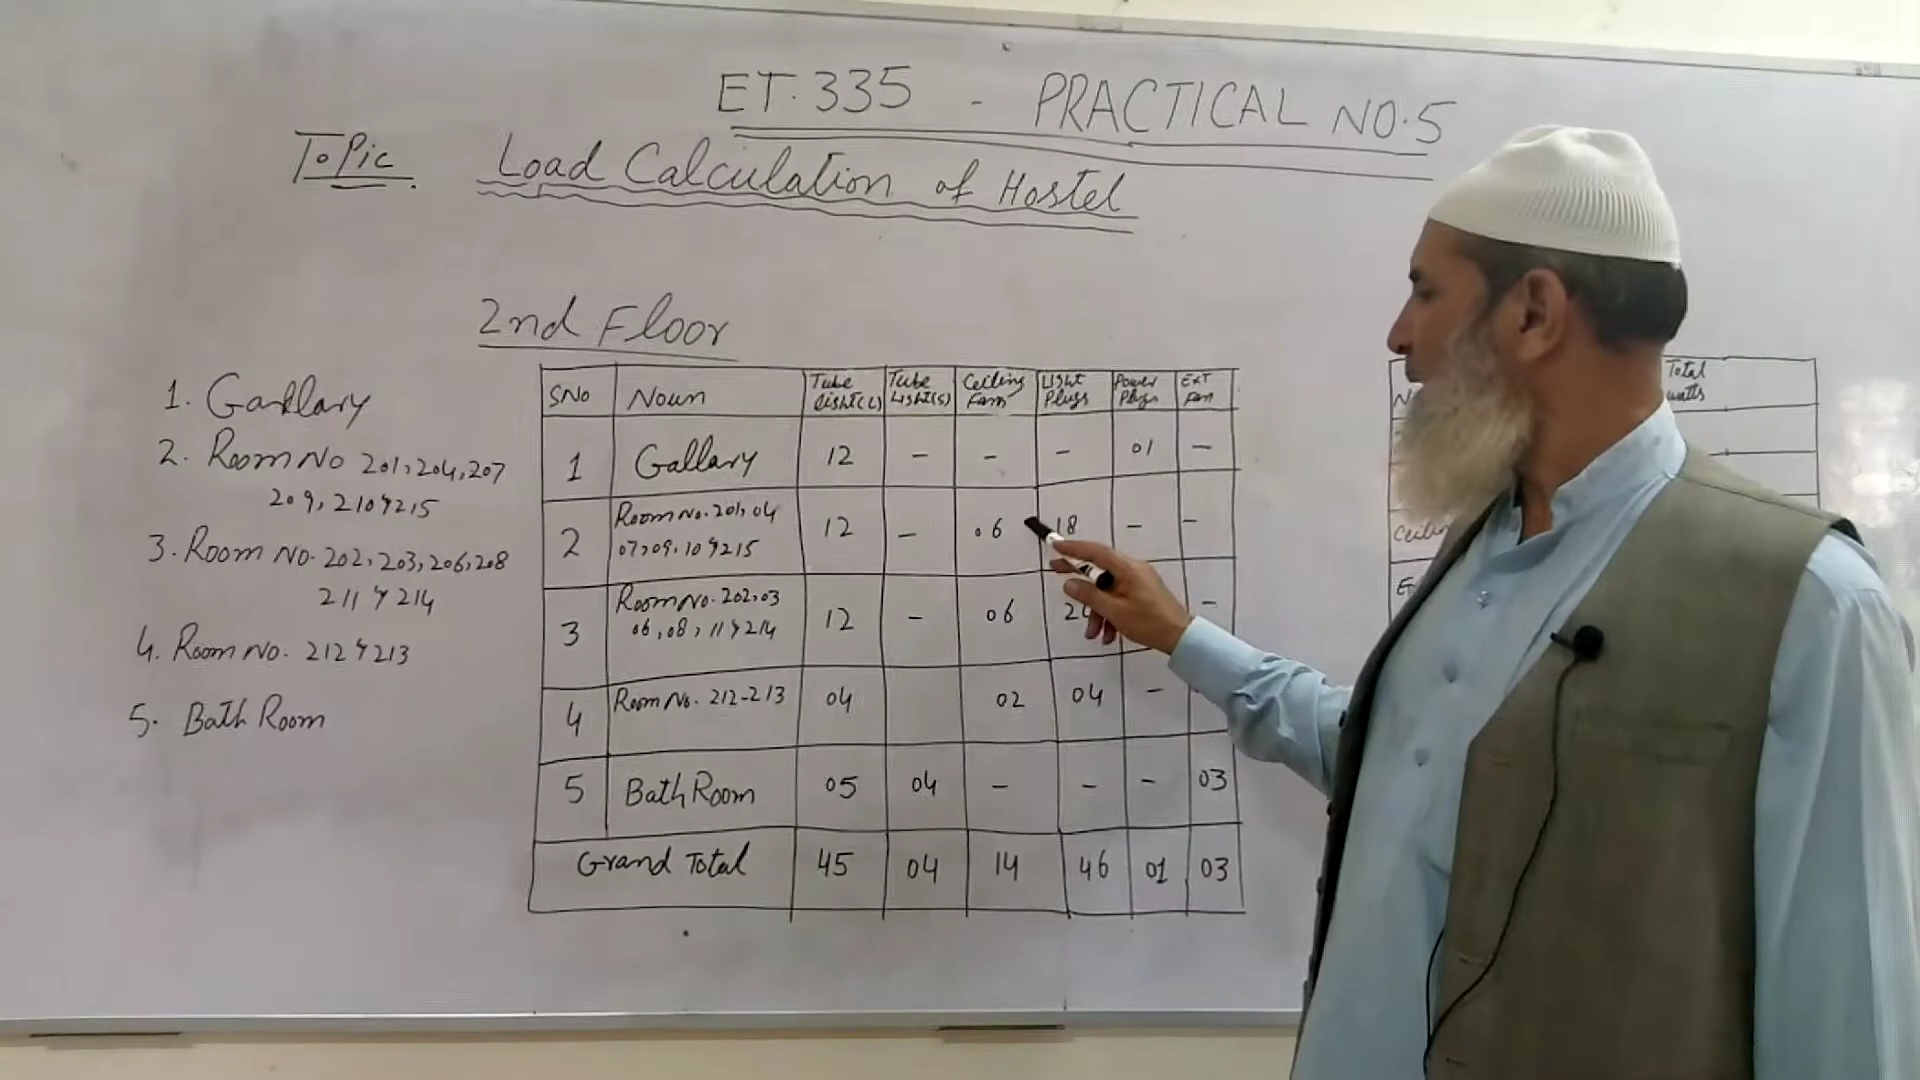 ET.335 - PRACTICAL NO.5
Topic Load Calculation of Hostel
2nd Floor
1. Gallary
2. Room No 201,204,207
209,210 & 215
3. Room No. 202,203,206,208
211 & 214
4. Room No. 212 & 213
5. Bath Room
SNo Noun Tube Light(L) Tube Light(S) Ceiling Fan Light Plugs Power Plugs EXT Fan
1 Gallary 12 - - - 01 -
2 Room No. 201,04 07,09,10 & 215 12 - 06 18 - -
3 Room No. 202,03 06,08,11 & 214 12 - 06 -
4 Room No. 212-213 04 02 04 -
5 Bath Room 05 04 - - - 03
Grand Total 45 04 14 46 01 03
Total
watts